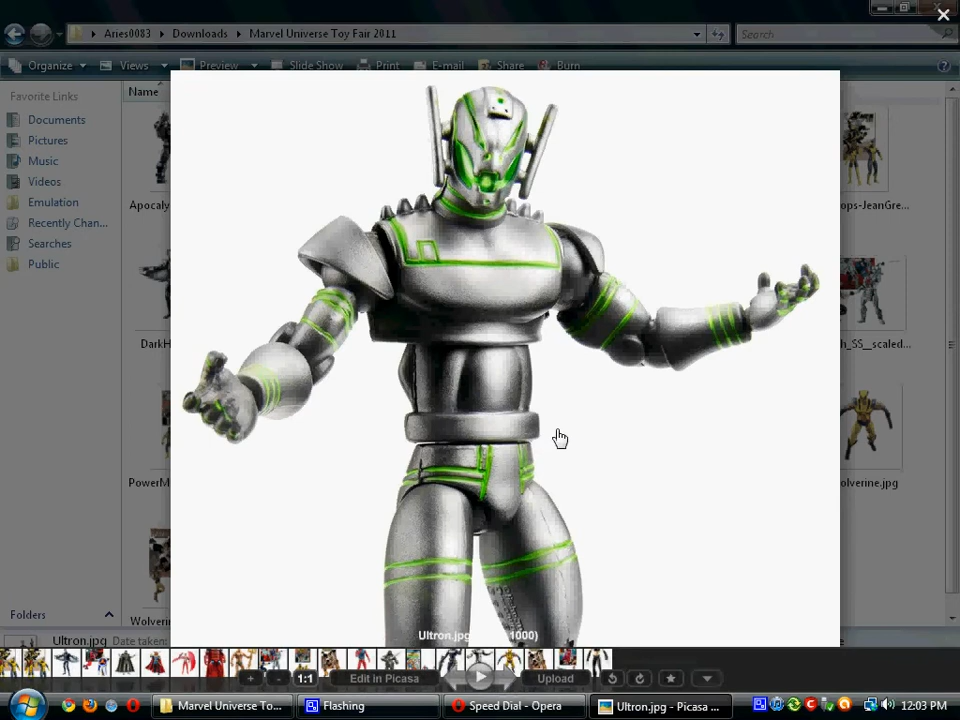 Aries0083 Downloads Marvel Universe Toy Fair 2011 Search
Organize Views Preview Slide Show Print E-mail Share Burn
Favorite Links Name
Documents
Pictures
Music
Videos
Emulation
Recently Chan...
Searches
Public
Apocaly ops-JeanGre...
DarkH h_SS__scaled...
PowerM olverine.jpg
Wolverin
Folders
Ultron.jpg Date taken:
Ultron.jpg 1000)
1:1 Edit in Picasa Upload
Marvel Universe To... Flashing Speed Dial - Opera Ultron.jpg - Picasa ... 12:03 PM